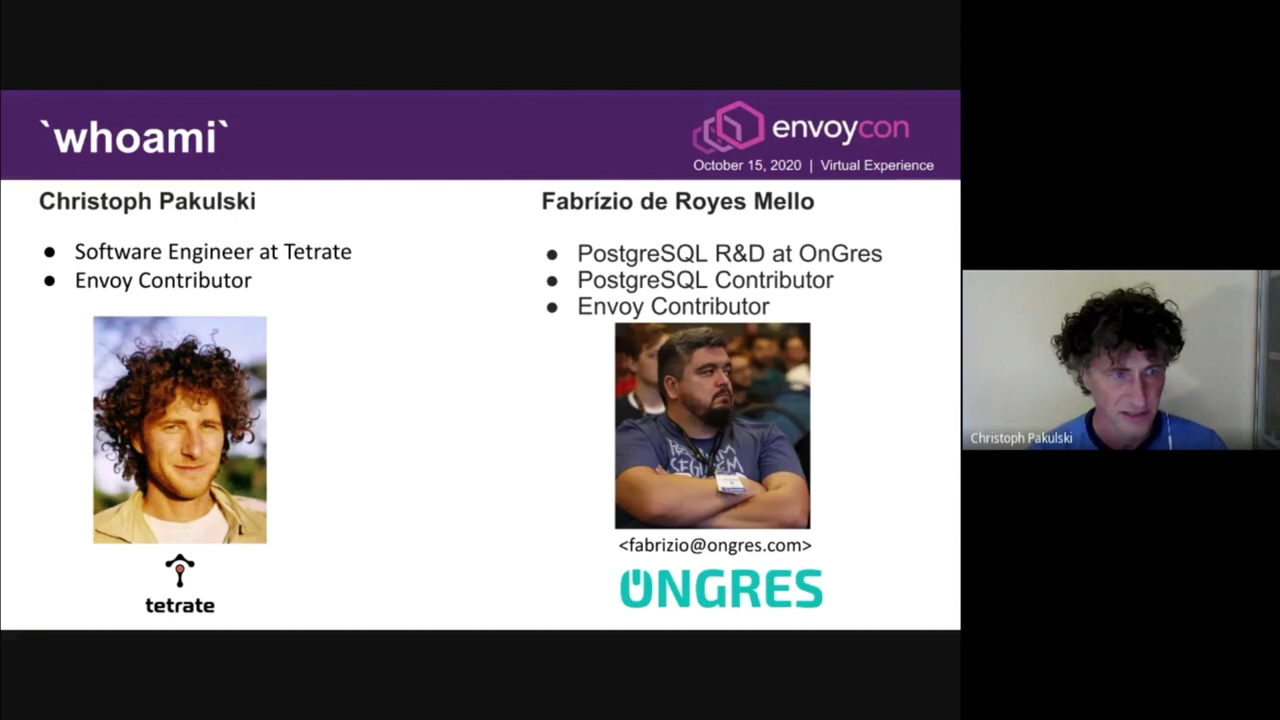 `whoami`
envoycon
October 15, 2020 | Virtual Experience
Christoph Pakulski
● Software Engineer at Tetrate
● Envoy Contributor
tetrate
Fabrízio de Royes Mello
● PostgreSQL R&D at OnGres
● PostgreSQL Contributor
● Envoy Contributor
<fabrizio@ongres.com>
ONGRES
Christoph Pakulski